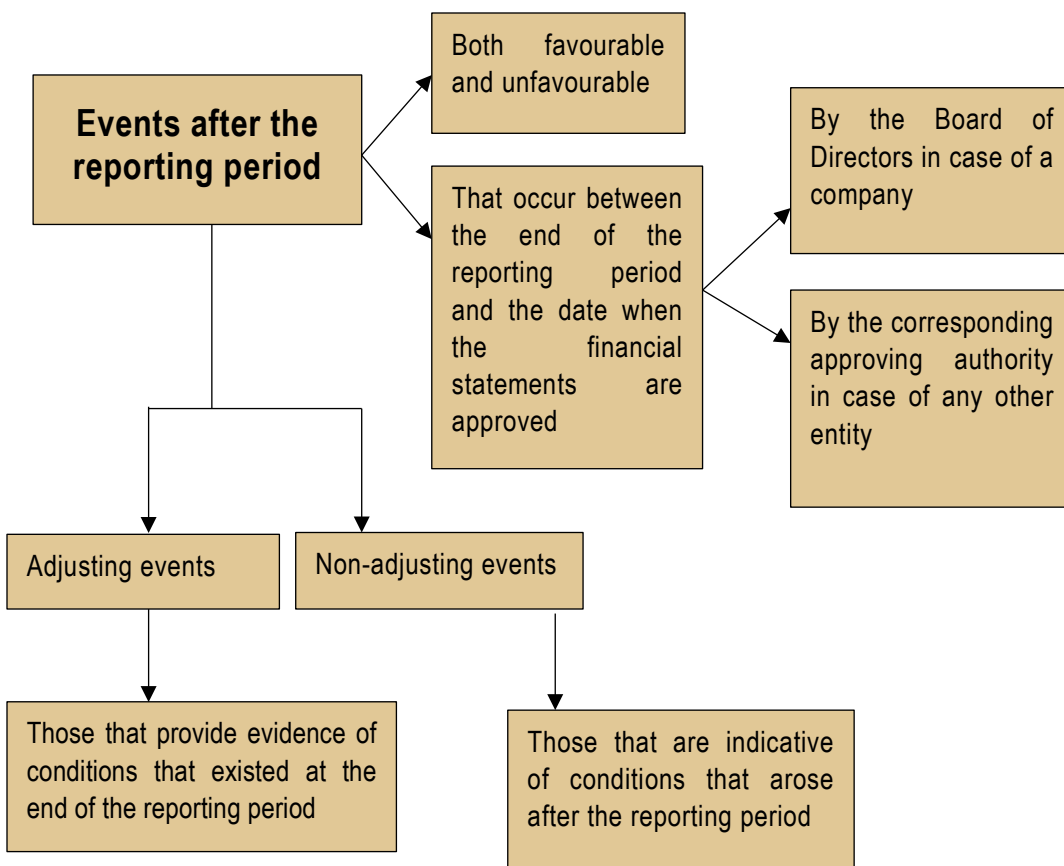 Events after the
reporting period
Both favourable
and unfavourable
That occur between
the end of the
reporting period
and the date when
the financial
statements are
approved
By the Board of
Directors in case of a
company
By the corresponding
approving authority
in case of any other
entity
Adjusting events
Non-adjusting events
Those that provide evidence of
conditions that existed at the
end of the reporting period
Those that are indicative
of conditions that arose
after the reporting period